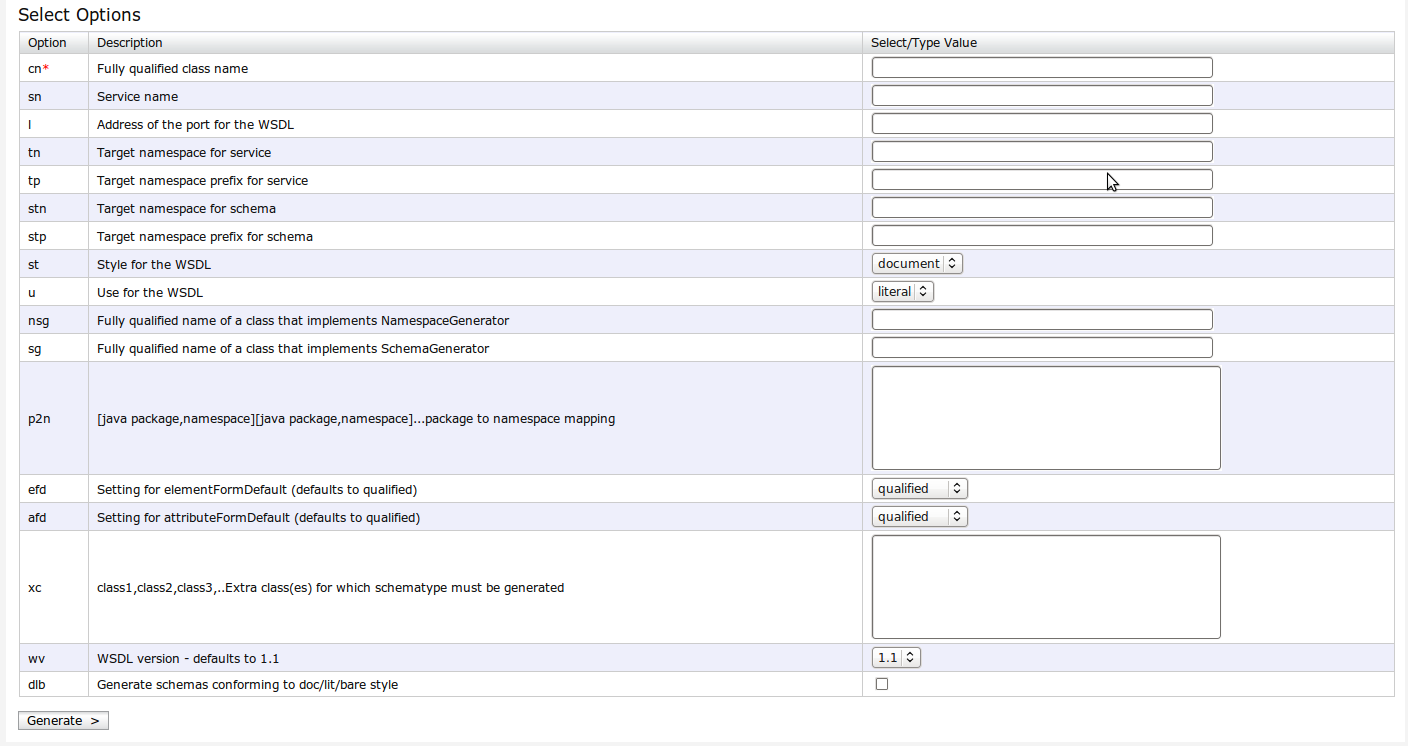 Select Options
Option Description Select/Type Value
cn* Fully qualified class name
sn Service name
l Address of the port for the WSDL
tn Target namespace for service
tp Target namespace prefix for service
stn Target namespace for schema
stp Target namespace prefix for schema
st Style for the WSDL document
u Use for the WSDL literal
nsg Fully qualified name of a class that implements NamespaceGenerator
sg Fully qualified name of a class that implements SchemaGenerator
p2n [java package,namespace][java package,namespace]...package to namespace mapping
efd Setting for elementFormDefault (defaults to qualified) qualified
afd Setting for attributeFormDefault (defaults to qualified) qualified
xc class1,class2,class3,..Extra class(es) for which schematype must be generated
wv WSDL version - defaults to 1.1 1.1
dlb Generate schemas conforming to doc/lit/bare style
Generate >